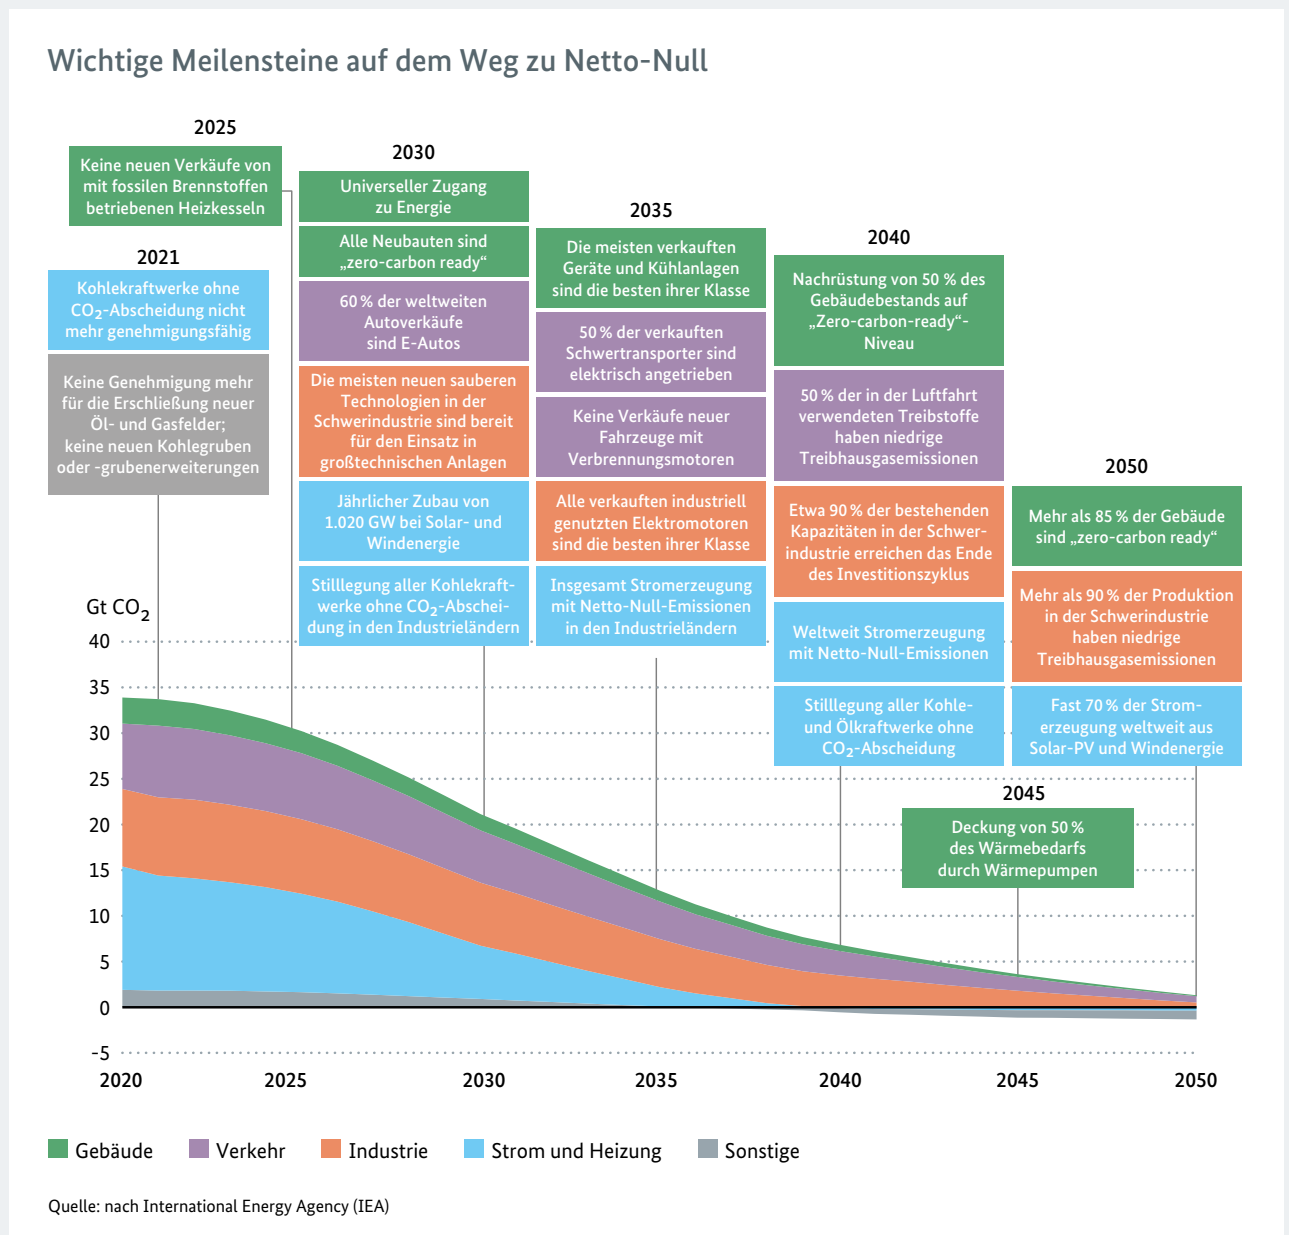 Wichtige Meilensteine auf dem Weg zu Netto-Null
2025
Keine neuen Verkäufe von
mit fossilen Brennstoffen
betriebenen Heizkesseln
2021
Kohlekraftwerke ohne
CO₂-Abscheidung nicht
mehr genehmigungsfähig
Keine Genehmigung mehr
für die Erschließung neuer
Öl- und Gasfelder;
keine neuen Kohlegruben
oder -grubenerweiterungen
2030
Universeller Zugang
zu Energie
Alle Neubauten sind
„zero-carbon ready“
60 % der weltweiten
Autoverkäufe
sind E-Autos
Die meisten neuen sauberen
Technologien in der
Schwerindustrie sind bereit
für den Einsatz in
großtechnischen Anlagen
Jährlicher Zubau von
1.020 GW bei Solar- und
Windenergie
Stilllegung aller Kohlekraft-
werke ohne CO₂-Abschei-
dung in den Industrieländern
2035
Die meisten verkauften
Geräte und Kühlanlagen
sind die besten ihrer Klasse
50 % der verkauften
Schwertransporter sind
elektrisch angetrieben
Keine Verkäufe neuer
Fahrzeuge mit
Verbrennungsmotoren
Alle verkauften industriell
genutzten Elektromotoren
sind die besten ihrer Klasse
Insgesamt Stromerzeugung
mit Netto-Null-Emissionen
in den Industrieländern
2040
Nachrüstung von 50 % des
Gebäudebestands auf
„Zero-carbon-ready“-
Niveau
50 % der in der Luftfahrt
verwendeten Treibstoffe
haben niedrige
Treibhausgasemissionen
Etwa 90 % der bestehenden
Kapazitäten in der Schwer-
industrie erreichen das Ende
des Investitionszyklus
Weltweit Stromerzeugung
mit Netto-Null-Emissionen
Stilllegung aller Kohle-
und Ölkraftwerke ohne
CO₂-Abscheidung
2050
Mehr als 85 % der Gebäude
sind „zero-carbon ready“
Mehr als 90 % der Produktion
in der Schwerindustrie
haben niedrige
Treibhausgasemissionen
Fast 70 % der Strom-
erzeugung weltweit aus
Solar-PV und Windenergie
2045
Deckung von 50 %
des Wärmebedarfs
durch Wärmepumpen
Gt CO₂
40
35
30
25
20
15
10
5
0
-5
2020 2025 2030 2035 2040 2045 2050
Gebäude Verkehr Industrie Strom und Heizung Sonstige
Quelle: nach International Energy Agency (IEA)